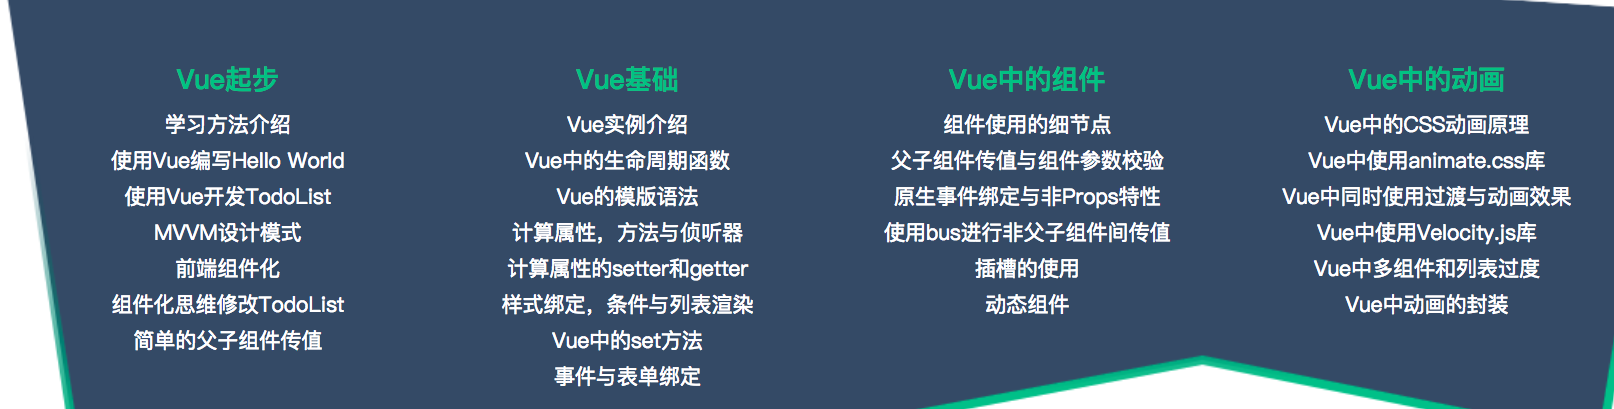 Vue起步
学习方法介绍
使用Vue编写Hello World
使用Vue开发TodoList
MVVM设计模式
前端组件化
组件化思维修改TodoList
简单的父子组件传值
Vue基础
Vue实例介绍
Vue中的生命周期函数
Vue的模版语法
计算属性，方法与侦听器
计算属性的setter和getter
样式绑定，条件与列表渲染
Vue中的set方法
事件与表单绑定
Vue中的组件
组件使用的细节点
父子组件传值与组件参数校验
原生事件绑定与非Props特性
使用bus进行非父子组件间传值
插槽的使用
动态组件
Vue中的动画
Vue中的CSS动画原理
Vue中使用animate.css库
Vue中同时使用过渡与动画效果
Vue中使用Velocity.js库
Vue中多组件和列表过度
Vue中动画的封装